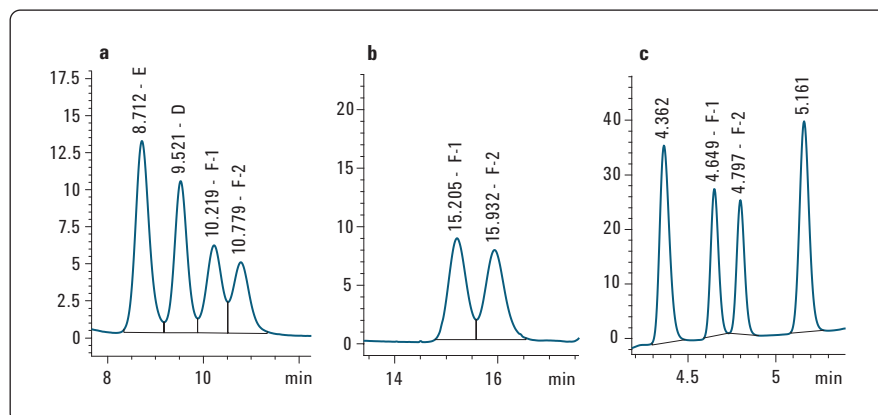 a
17.5
15
12.5
10
7.5
5
2.5
0
8.712 - E
9.521 - D
10.219 - F-1
10.779 - F-2
8
10
min
b
20
15
10
5
0
15.205 - F-1
15.932 - F-2
14
16
min
c
40
30
20
10
0
4.362
4.649 - F-1
4.797 - F-2
5.161
4.5
5
min